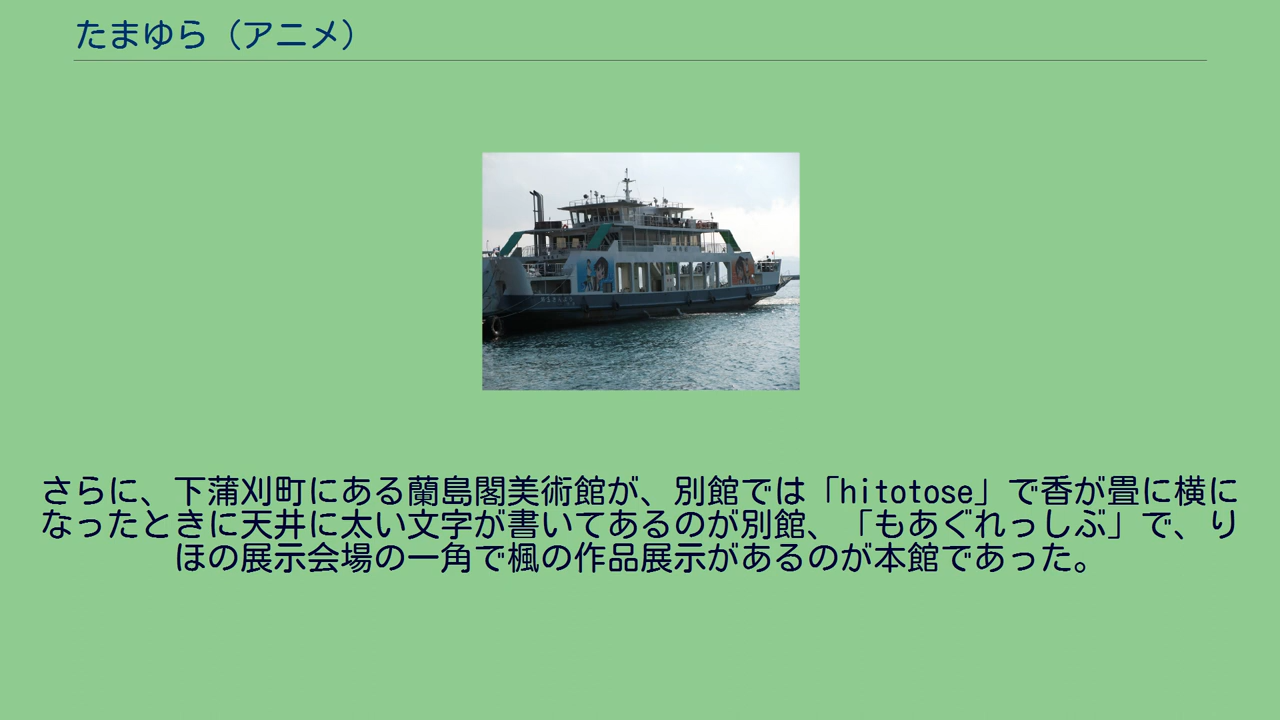 たまゆら（アニメ）
さらに、下蒲刈町にある蘭島閣美術館が、別館では「hitotose」で香が畳に横に
なったときに天井に太い文字が書いてあるのが別館、「もあぐれっしぶ」で、り
ほの展示会場の一角で楓の作品展示があるのが本館であった。